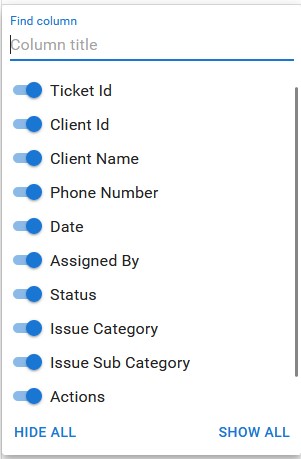 Find column
Column title
Ticket Id
Client Id
Client Name
Phone Number
Date
Assigned By
Status
Issue Category
Issue Sub Category
Actions
HIDE ALL SHOW ALL